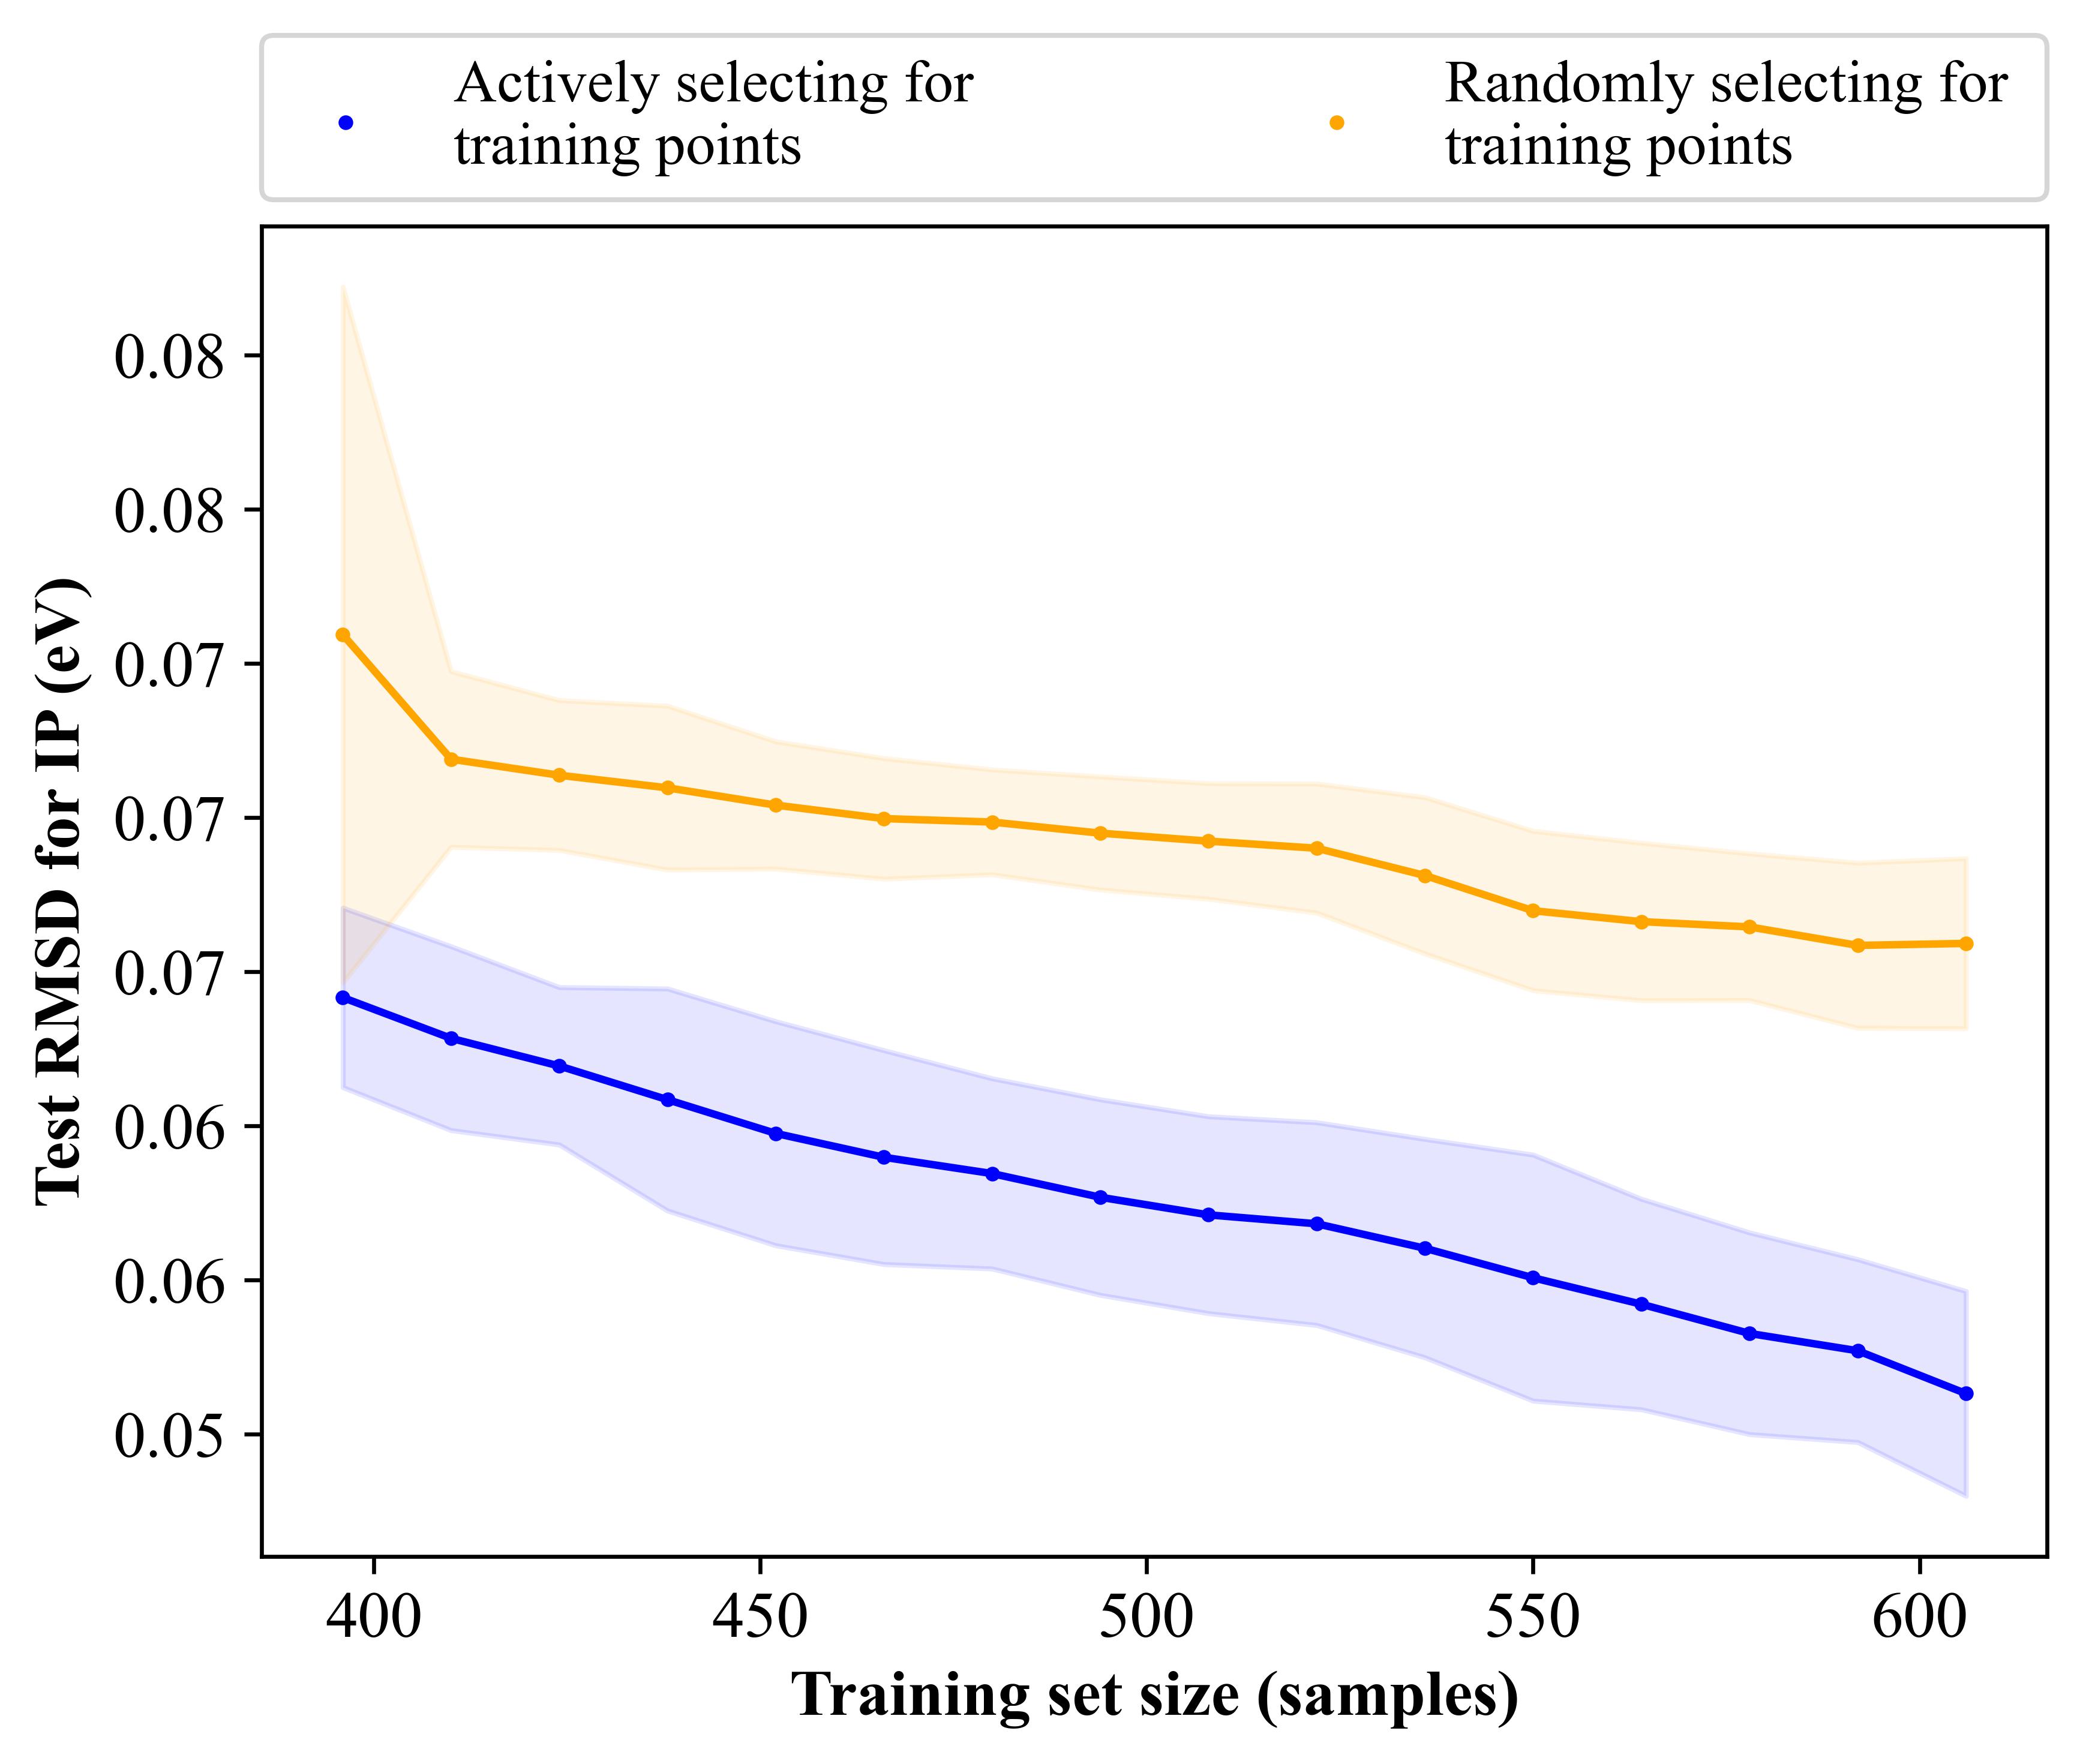 Actively selecting for
training points
Randomly selecting for
training points
Test RMSD for IP (eV)
0.08
0.08
0.07
0.07
0.07
0.06
0.06
0.05
400 450 500 550 600
Training set size (samples)